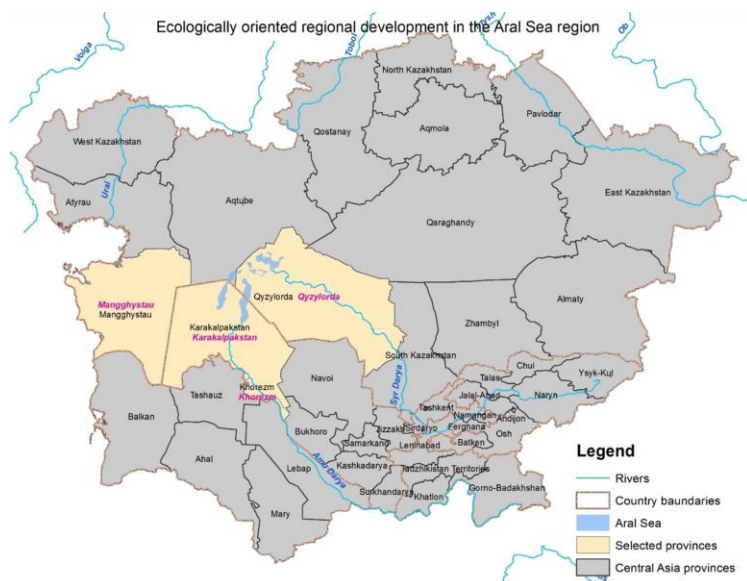 Ecologically oriented regional development in the Aral Sea region
Volga
Tobol
Ob
North Kazakhstan
Pavlodar
Qostanay
Aqmola
West Kazakhstan
Ural
Atyrau
Aqtube
East Kazakhstan
Qaraghandy
Mangghystau
Mangghystau
Qyzylorda
Qyzylorda
Almaty
Karakalpakstan
Karakalpakstan
Zhambyl
South Kazakhstan
Syr Darya
Chui
Ysyk-Kul
Talas
Naryn
Khorezm
Khorezm
Navoi
Tashauz
Balkan
Jalal-Abad
Tashkent
Namangan
Andijon
Jizzakh
Sirdaryo
Ferghana
Osh
Bukhoro
Samarkand
Leninabad
Batken
Amu Darya
Ahal
Lebap
Kashkadarya
Tadzhikistan Territories
Surkhandarya
Khatlon
Gorno-Badakhshan
Mary
Legend
Rivers
Country baundaries
Aral Sea
Selected provinces
Central Asia provinces